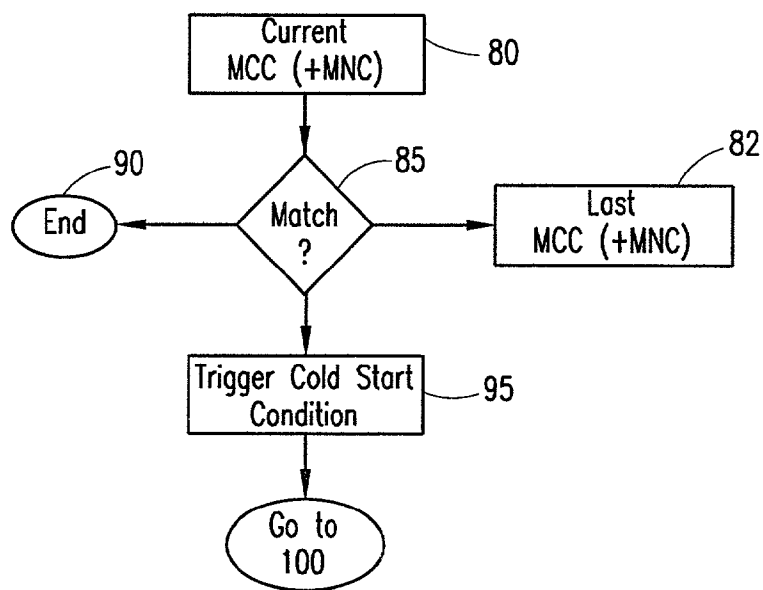 Current
MCC (+MNC)
80
90
End
Match
?
85
82
Last
MCC (+MNC)
Trigger Cold Start
Condition
95
Go to
100